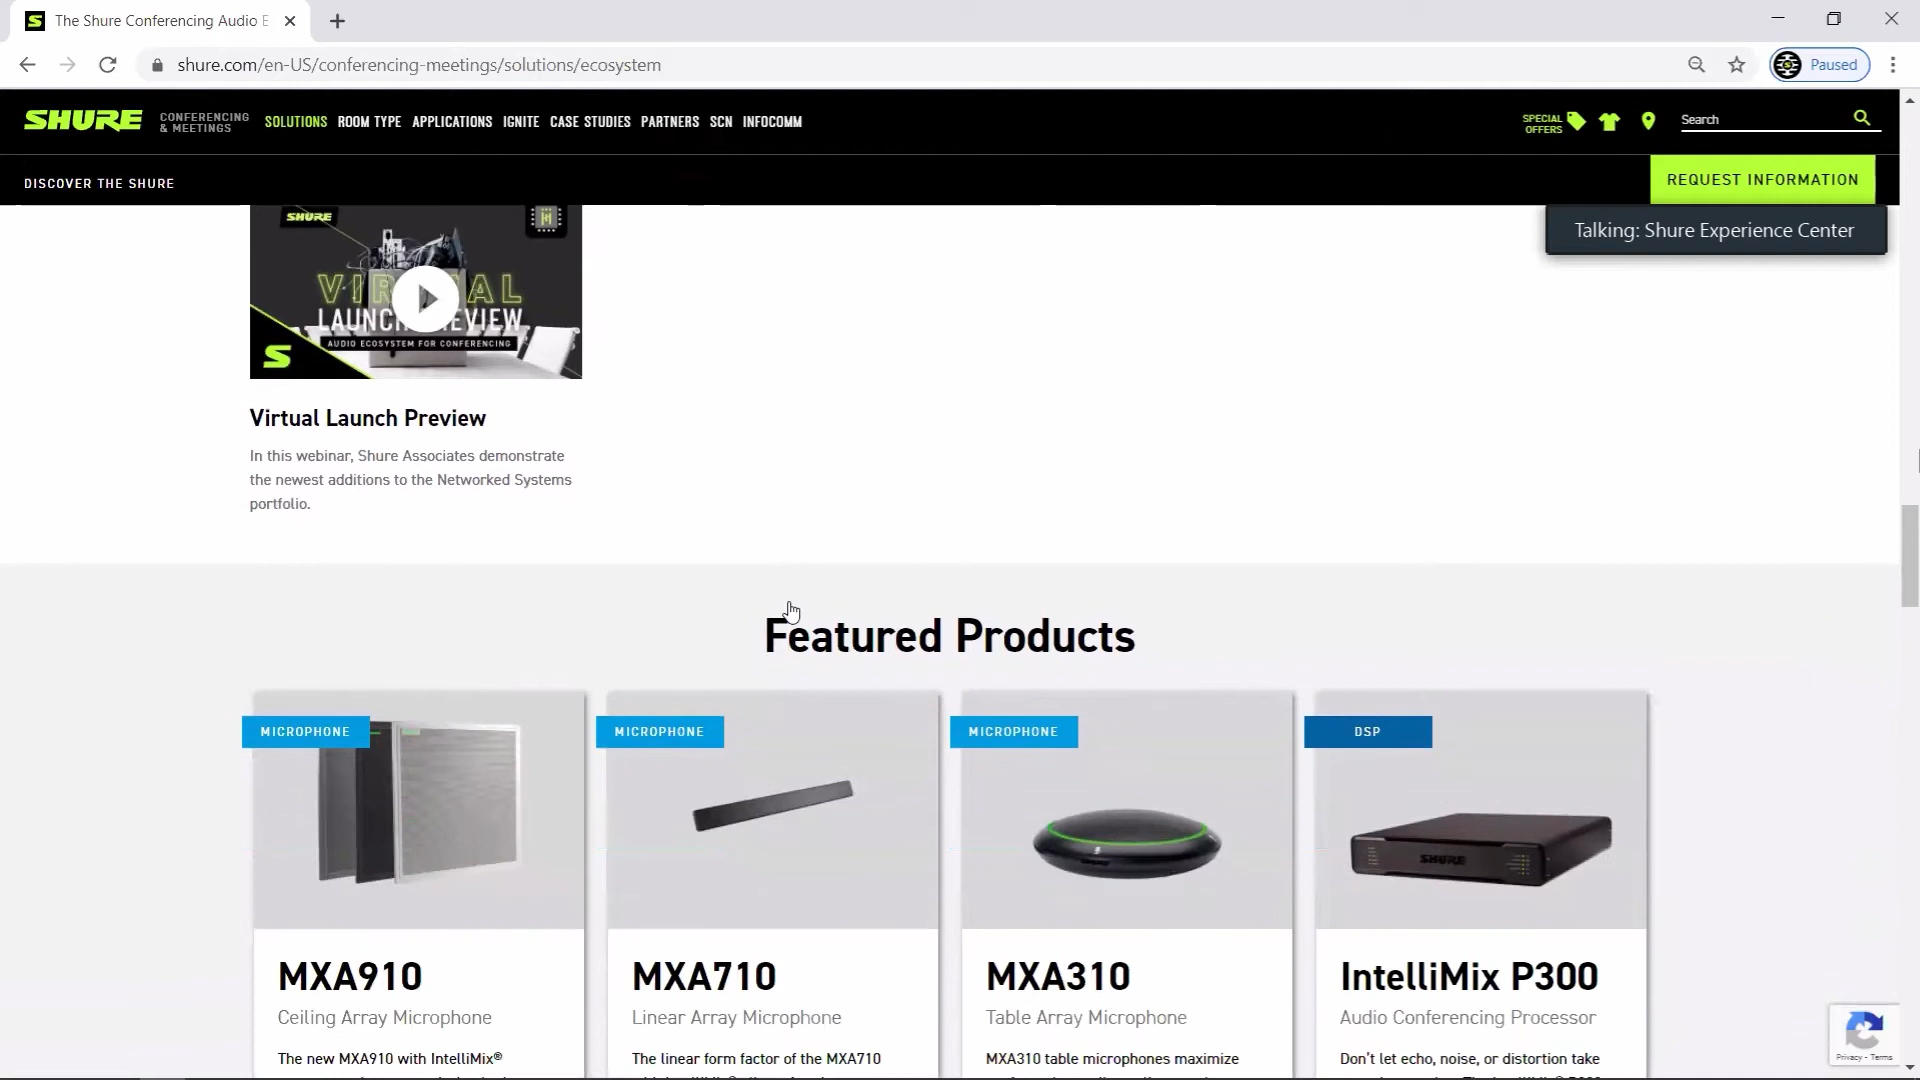 The Shure Conferencing Audio E
shure.com/en-US/conferencing-meetings/solutions/ecosystem
Paused
SHURE
CONFERENCING
& MEETINGS
SOLUTIONS ROOM TYPE APPLICATIONS IGNITE CASE STUDIES PARTNERS SCN INFOCOMM
SPECIAL
OFFERS
Search
DISCOVER THE SHURE
REQUEST INFORMATION
Talking: Shure Experience Center
SHURE
VIRTUAL
LAUNCH PREVIEW
AUDIO ECOSYSTEM FOR CONFERENCING
Virtual Launch Preview
In this webinar, Shure Associates demonstrate
the newest additions to the Networked Systems
portfolio.
Featured Products
MICROPHONE
MICROPHONE
MICROPHONE
DSP
SHURE
MXA910
Ceiling Array Microphone
The new MXA910 with IntelliMix®
MXA710
Linear Array Microphone
The linear form factor of the MXA710
MXA310
Table Array Microphone
MXA310 table microphones maximize
IntelliMix P300
Audio Conferencing Processor
Don't let echo, noise, or distortion take
Privacy - Terms